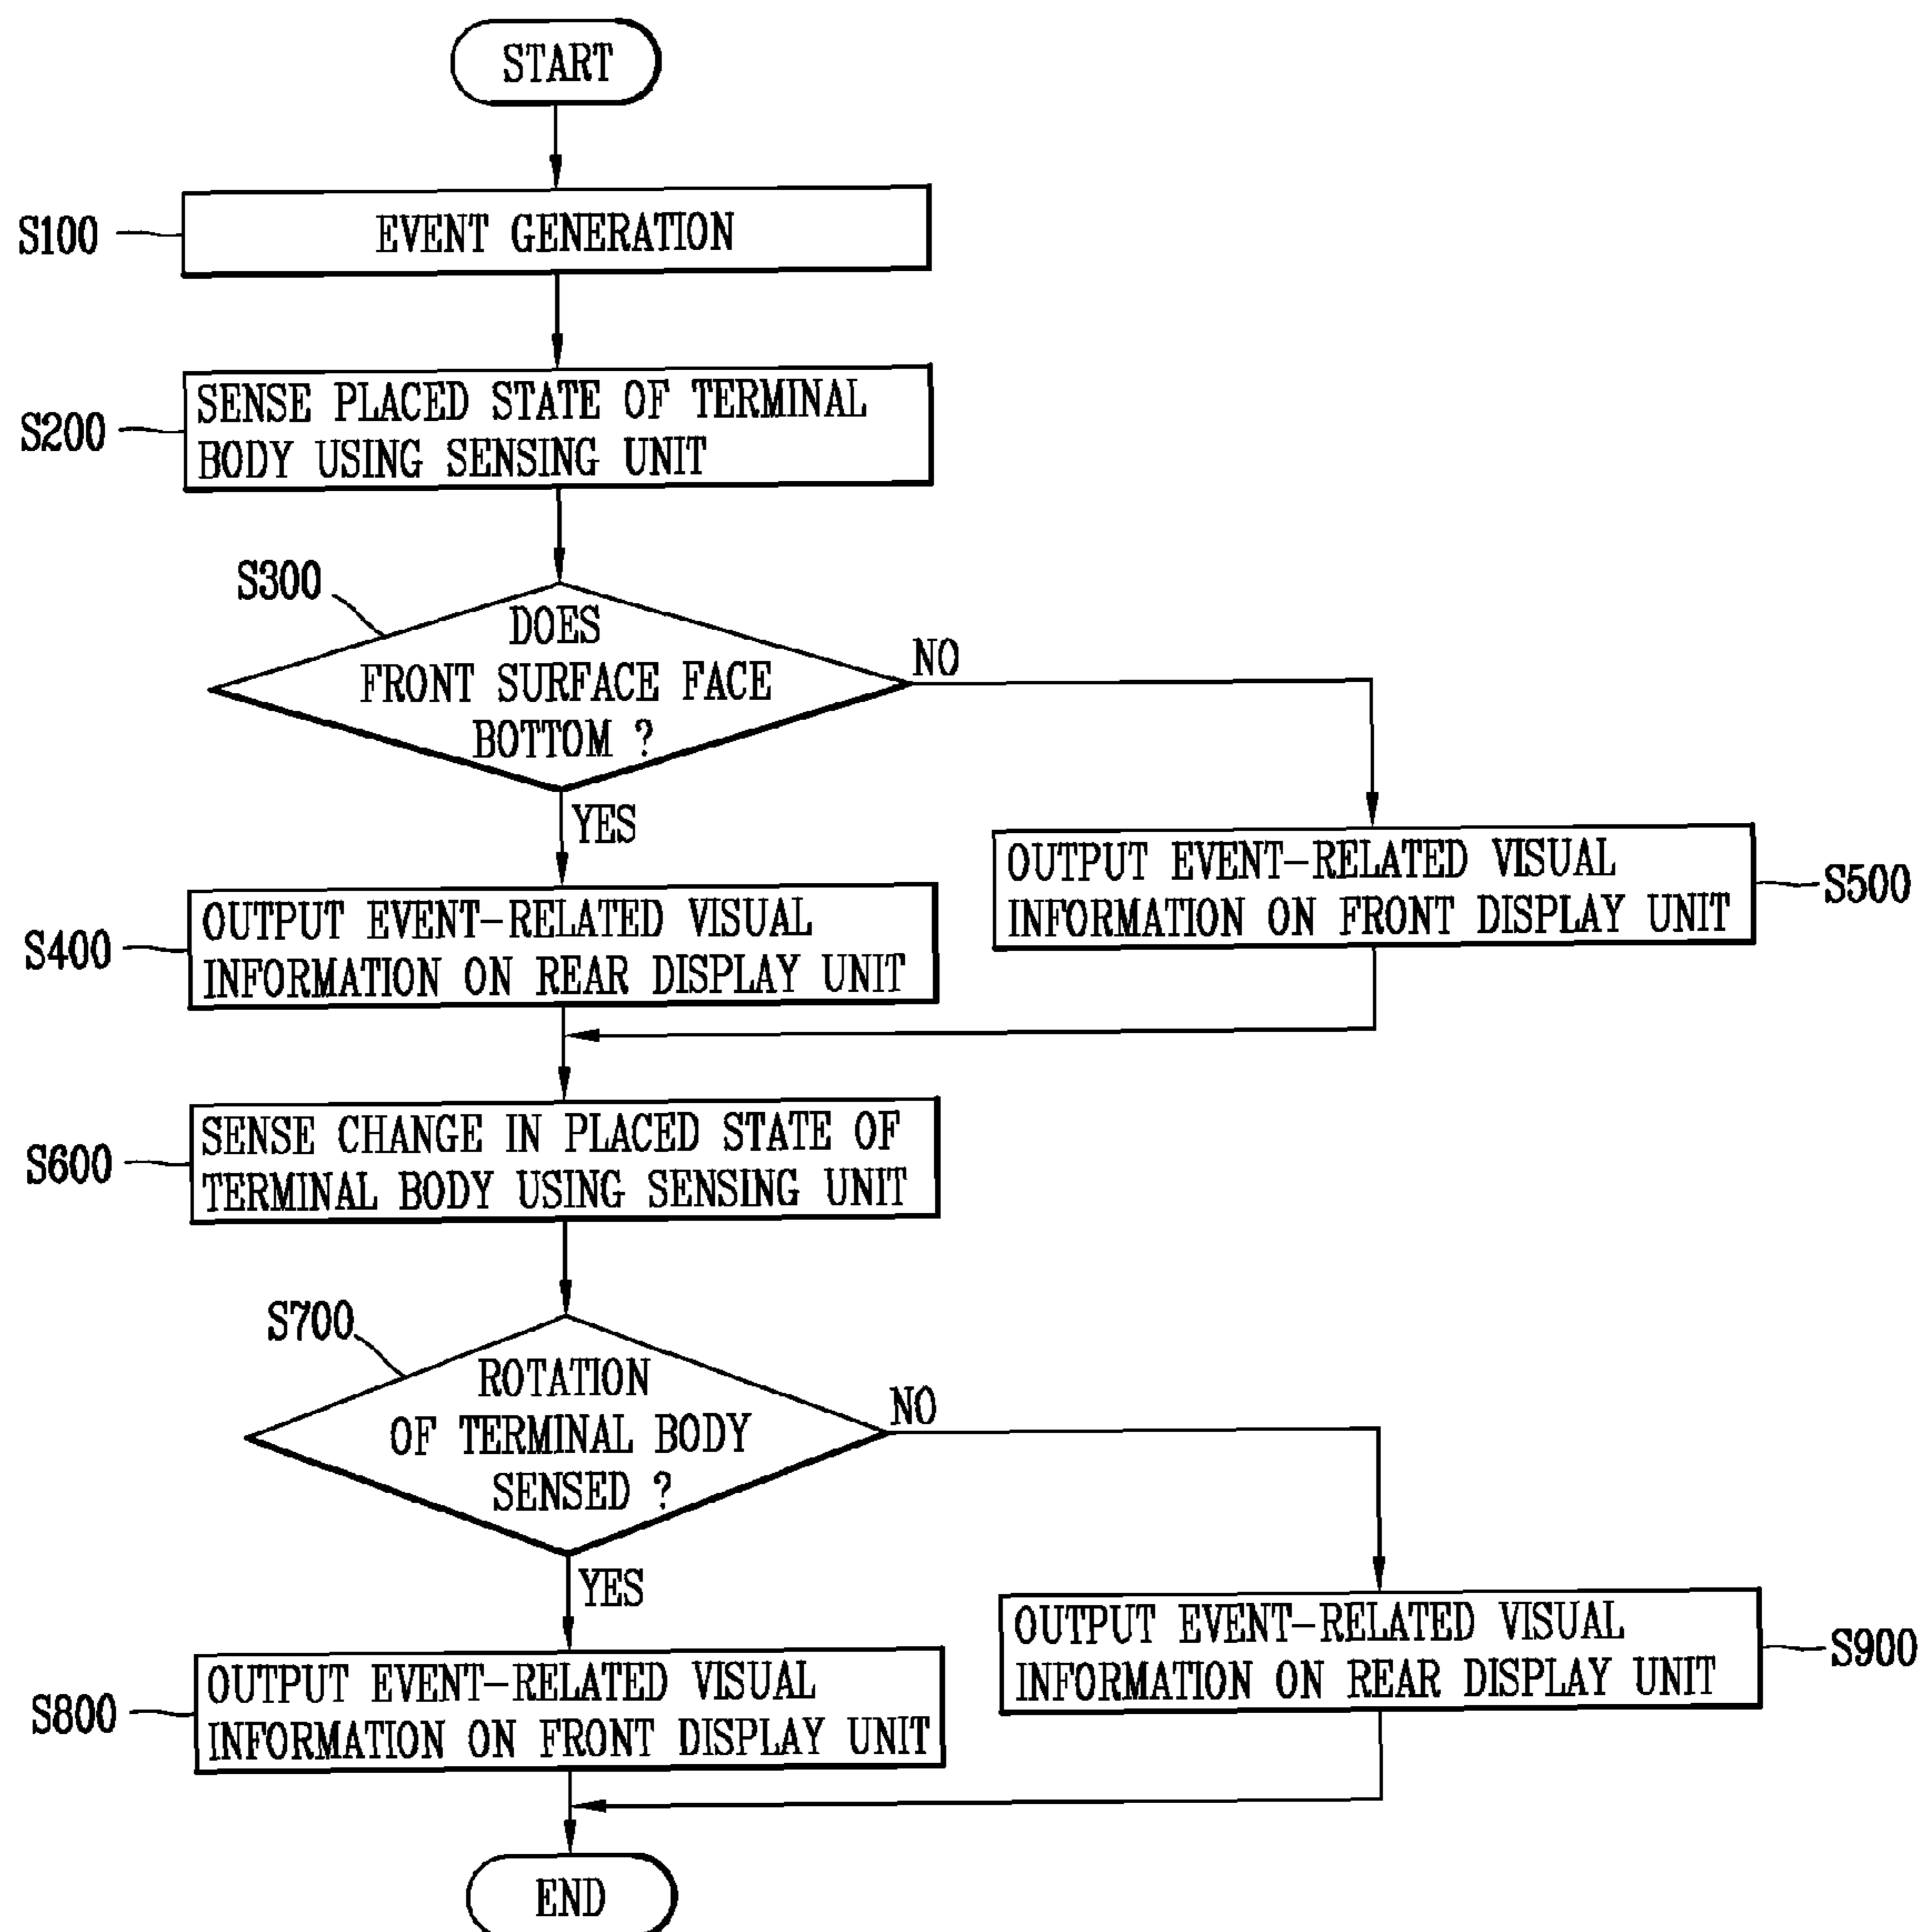 START
S100
EVENT GENERATION
S200
SENSE PLACED STATE OF TERMINAL
BODY USING SENSING UNIT
S300
DOES
FRONT SURFACE FACE
BOTTOM ?
NO
YES
S400
OUTPUT EVENT-RELATED VISUAL
INFORMATION ON REAR DISPLAY UNIT
OUTPUT EVENT-RELATED VISUAL
INFORMATION ON FRONT DISPLAY UNIT
S500
S600
SENSE CHANGE IN PLACED STATE OF
TERMINAL BODY USING SENSING UNIT
S700
ROTATION
OF TERMINAL BODY
SENSED ?
NO
YES
S800
OUTPUT EVENT-RELATED VISUAL
INFORMATION ON FRONT DISPLAY UNIT
OUTPUT EVENT-RELATED VISUAL
INFORMATION ON REAR DISPLAY UNIT
S900
END